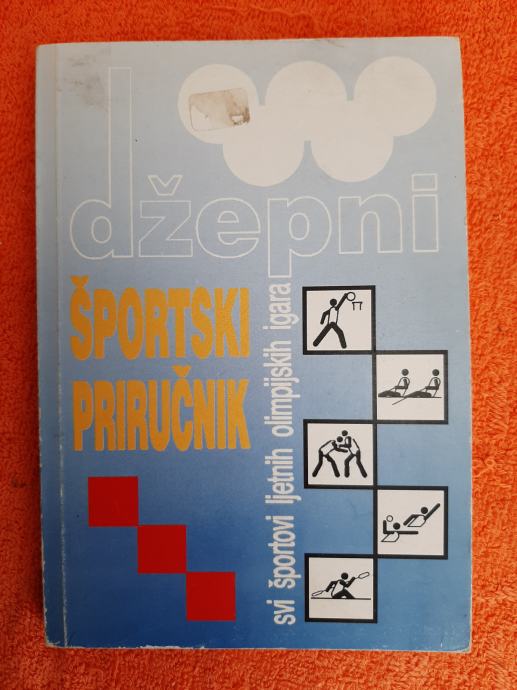 džepni
ŠPORTSKI
PRIRUČNIK
svi športovi ljetnih olimpijskih igara